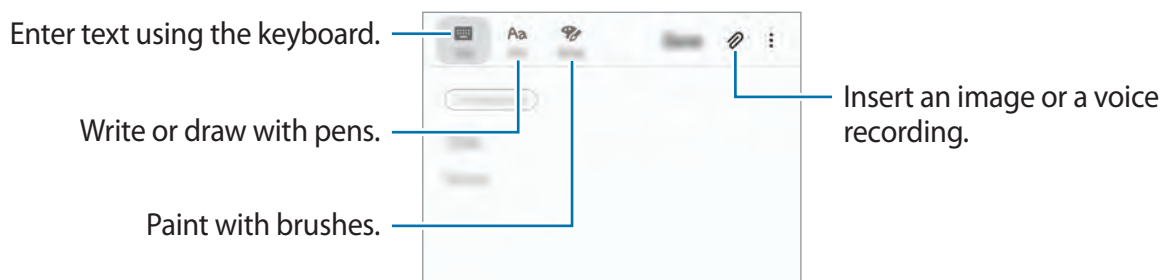 Enter text using the keyboard.
Aa
Write or draw with pens.
Insert an image or a voice
recording.
Paint with brushes.